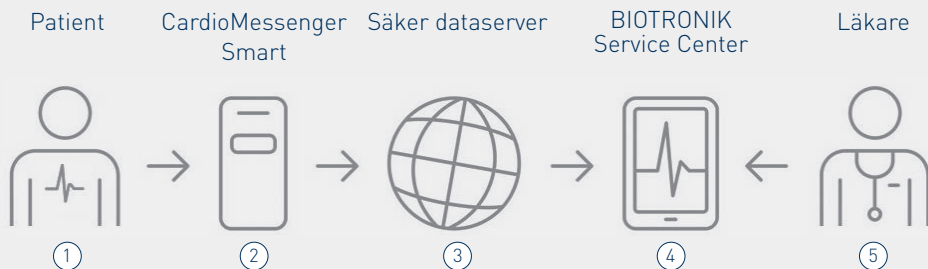 Patient
CardioMessenger
Smart
Säker dataserver
BIOTRONIK
Service Center
Läkare
1
2
3
4
5